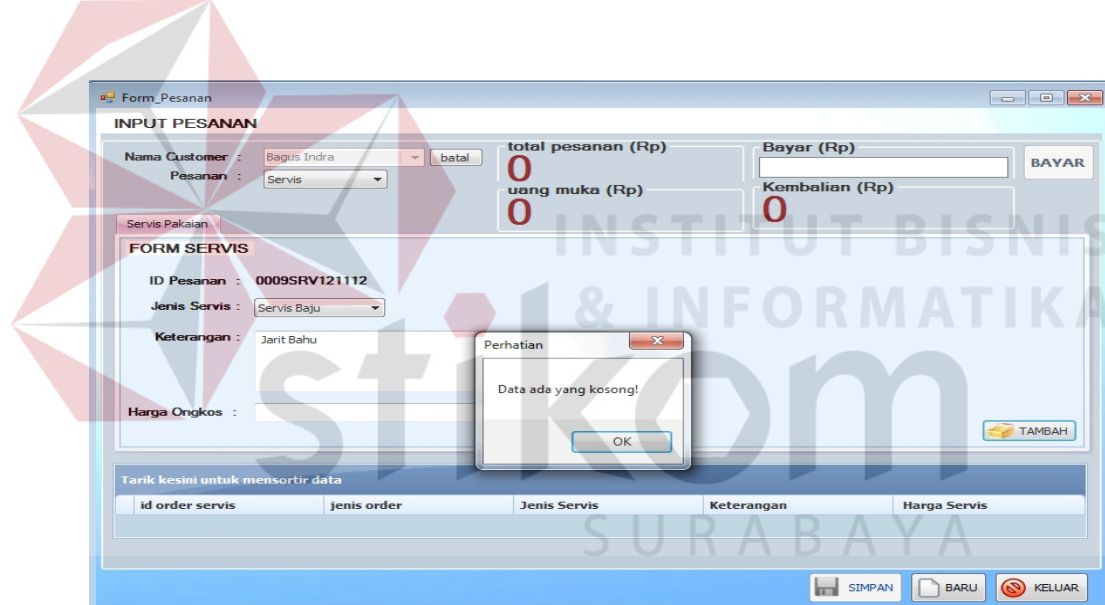 Form_Pesanan
INPUT PESANAN
Nama Customer : Bagus Indra batal
Pesanan : Servis
total pesanan (Rp)
0
uang muka (Rp)
0
Bayar (Rp)
BAYAR
Kembalian (Rp)
0
Servis Pakaian
FORM SERVIS
ID Pesanan : 0009SRV121112
Jenis Servis : Servis Baju
Keterangan : Jarit Bahu
Harga Ongkos :
TAMBAH
Perhatian
Data ada yang kosong!
OK
Tarik kesini untuk mensortir data
id order servis jenis order Jenis Servis Keterangan Harga Servis
SIMPAN BARU KELUAR
INSTITUT BISNIS
& INFORMATIKA
stikom
SURABAYA